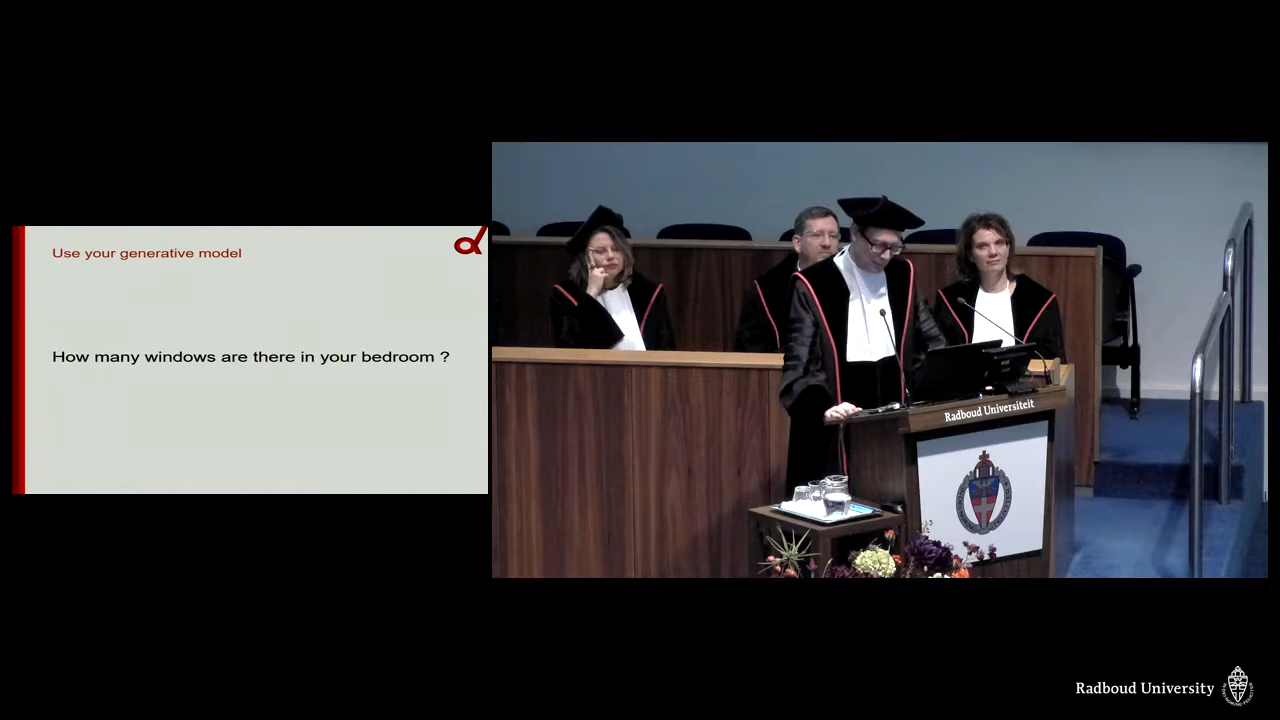 Use your generative model
How many windows are there in your bedroom ?
Radboud Universiteit
Radboud University